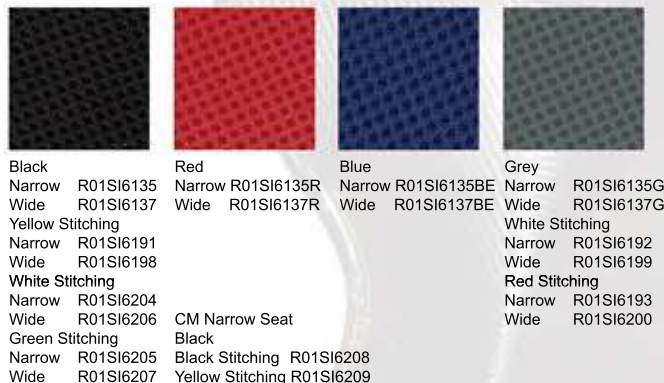 Black
Narrow R01SI6135
Wide R01SI6137
Yellow Stitching
Narrow R01SI6191
Wide R01SI6198
White Stitching
Narrow R01SI6204
Wide R01SI6206
Green Stitching
Narrow R01SI6205
Wide R01SI6207
Red
Narrow R01SI6135R
Wide R01SI6137R
CM Narrow Seat
Black
Black Stitching R01SI6208
Yellow Stitching R01SI6209
Blue
Narrow R01SI6135BE
Wide R01SI6137BE
Grey
Narrow R01SI6135G
Wide R01SI6137G
White Stitching
Narrow R01SI6192
Wide R01SI6199
Red Stitching
Narrow R01SI6193
Wide R01SI6200